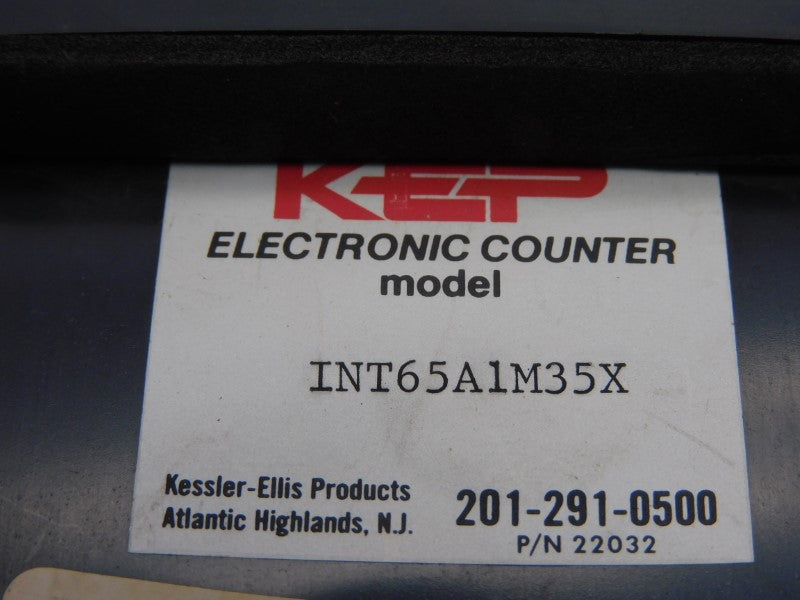 KEP
ELECTRONIC COUNTER
model
INT65A1M35X
Kessler-Ellis Products
Atlantic Highlands, N.J.
201-291-0500
P/N 22032